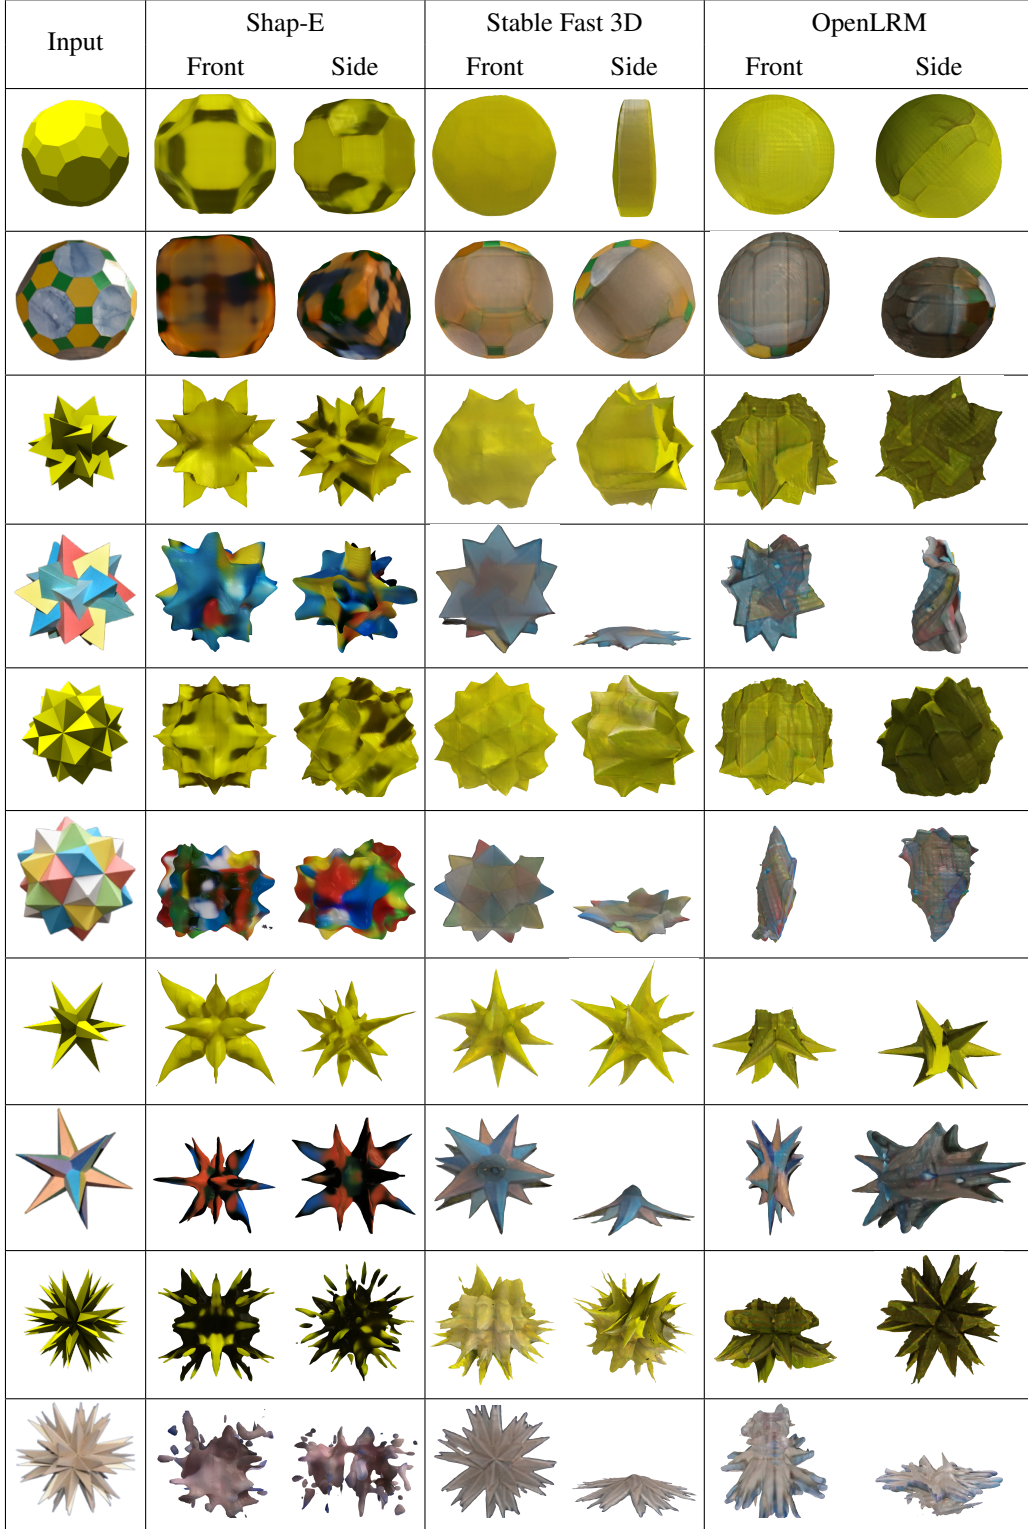 Input
Shap-E
Stable Fast 3D
OpenLRM
Front
Side
Front
Side
Front
Side